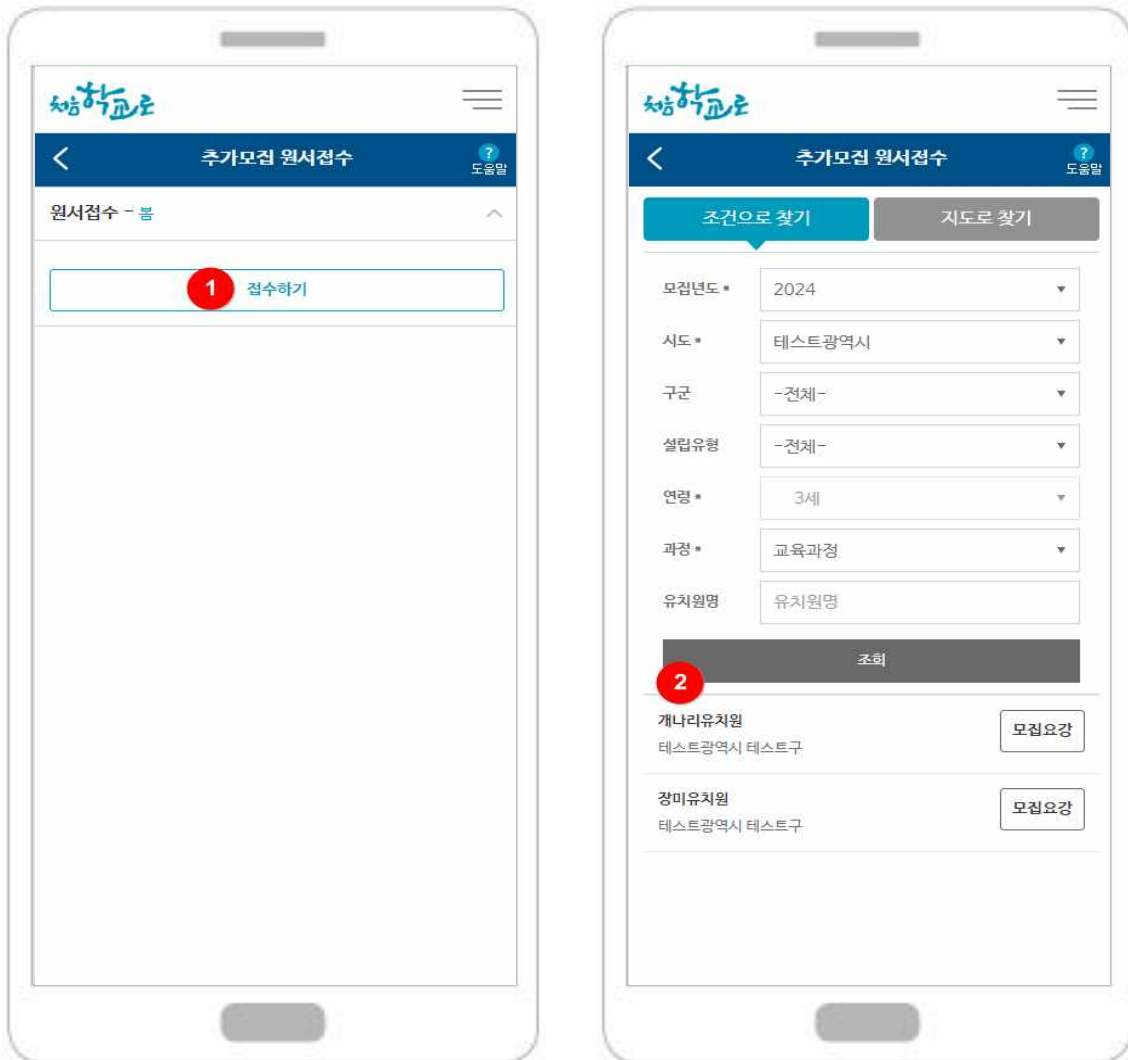 처음학교로
추가모집 원서접수
?
도움말
원서접수 - 봄
1
접수하기
처음학교로
추가모집 원서접수
?
도움말
조건으로 찾기
지도로 찾기
모집년도 * 2024
시도 * 테스트광역시
구군 -전체-
설립유형 -전체-
연령 * 3세
과정 * 교육과정
유치원명 유치원명
조회
2
개나리유치원
모집요강
테스트광역시 테스트구
장미유치원
모집요강
테스트광역시 테스트구